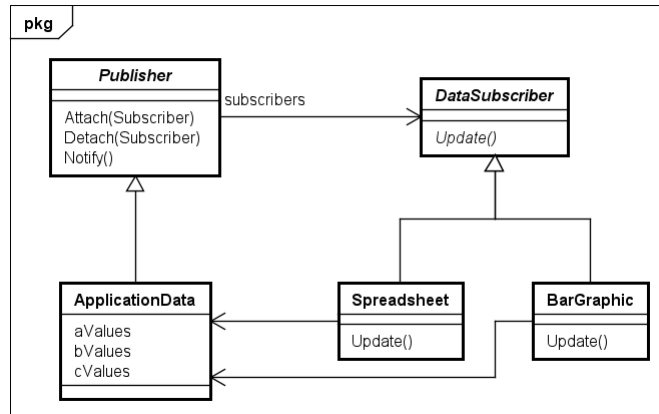 pkg
Publisher
Attach(Subscriber)
Detach(Subscriber)
Notify()
subscribers
DataSubscriber
Update()
ApplicationData
aValues
bValues
cValues
Spreadsheet
Update()
BarGraphic
Update()